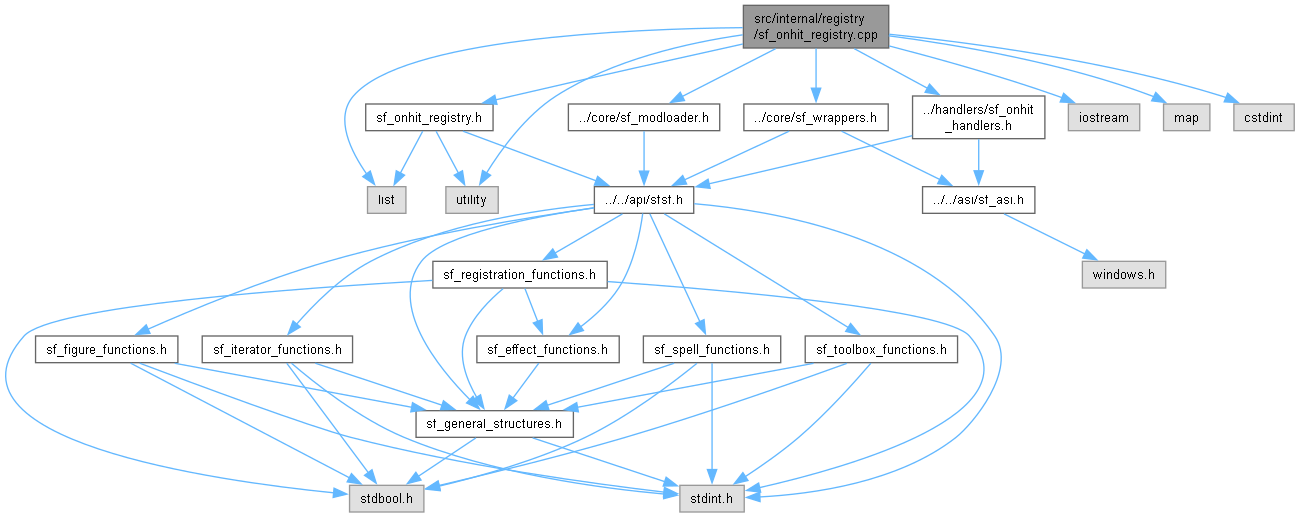 src/internal/registry
/sf_onhit_registry.cpp
sf_onhit_registry.h
../core/sf_modloader.h
../core/sf_wrappers.h
../handlers/sf_onhit
_handlers.h
iostream
map
cstdint
list
utility
../../api/sfsf.h
../../asi/sf_asi.h
sf_registration_functions.h
windows.h
sf_figure_functions.h
sf_iterator_functions.h
sf_effect_functions.h
sf_spell_functions.h
sf_toolbox_functions.h
sf_general_structures.h
stdbool.h
stdint.h